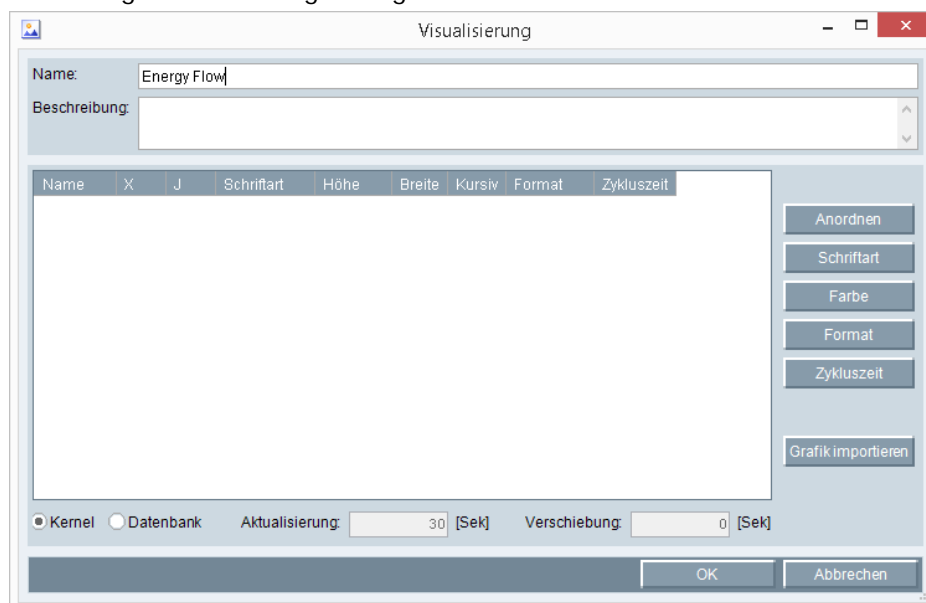 Visualisierung
Name: Energy Flow
Beschreibung:
Name X J Schriftart Höhe Breite Kursiv Format Zykluszeit
Anordnen
Schriftart
Farbe
Format
Zykluszeit
Grafik importieren
Kernel Datenbank Aktualisierung: 30 [Sek] Verschiebung: 0 [Sek]
OK Abbrechen